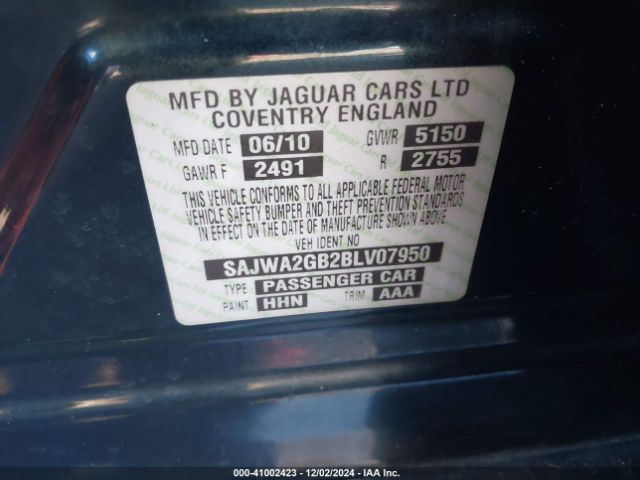 MFD BY JAGUAR CARS LTD
COVENTRY ENGLAND
MFD DATE 06/10 GVWR 5150
GAWR F 2491 R 2755
THIS VEHICLE CONFORMS TO ALL APPLICABLE FEDERAL MOTOR
VEHICLE SAFETY BUMPER AND THEFT PREVENTION STANDARDS
IN EFFECT ON THE DATE OF MANUFACTURE SHOWN ABOVE
VEH IDENT NO
SAJWA2GB2BLV07950
TYPE PASSENGER CAR
PAINT HHN TRIM AAA
500-41002423 - 12/02/2024 - IAA Inc.